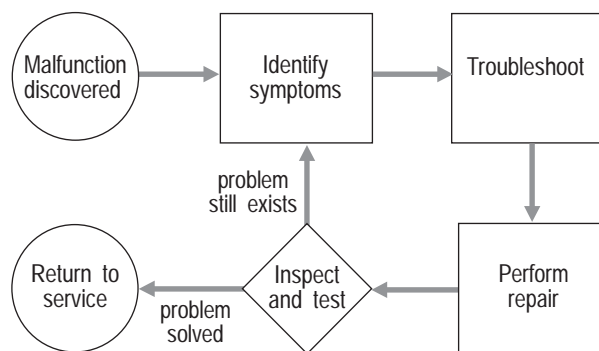 Malfunction
discovered
Identify
symptoms
Troubleshoot
problem
still exists
Return to
service
problem
solved
Inspect
and test
Perform
repair